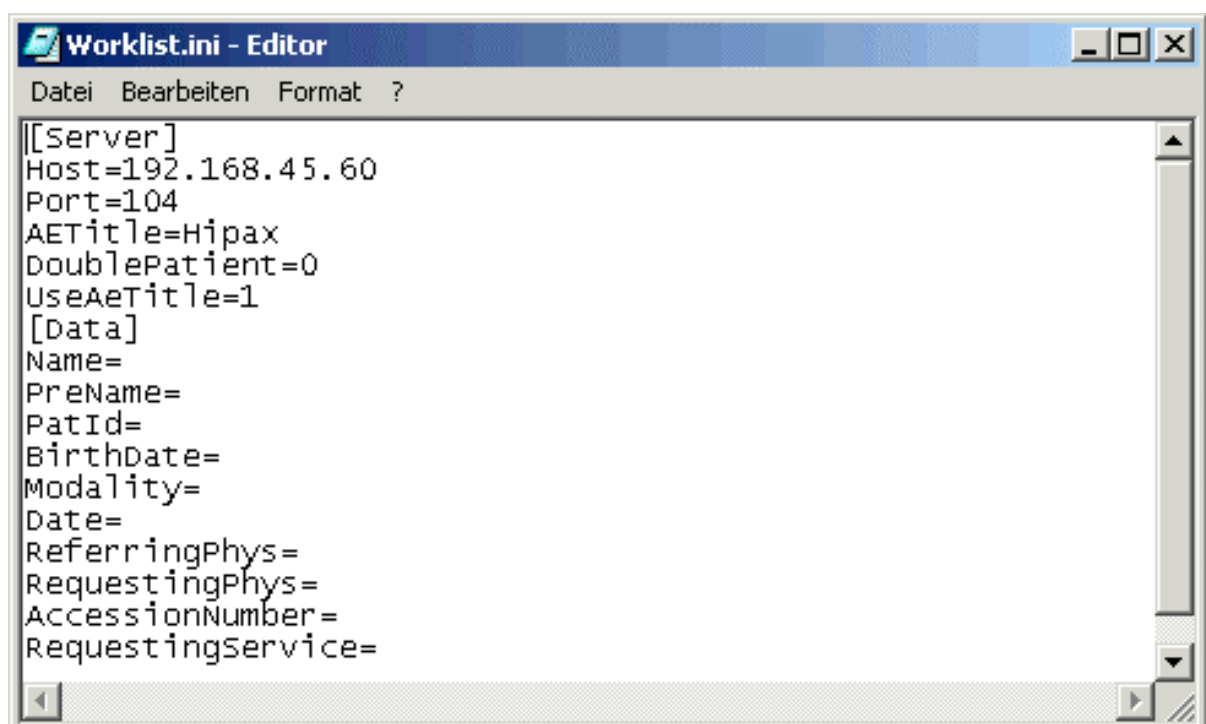 Worklist.ini - Editor
Datei Bearbeiten Format ?
[Server]
Host=192.168.45.60
Port=104
AETitle=Hipax
DoublePatient=0
UseAeTitle=1
[Data]
Name=
PreName=
PatId=
BirthDate=
Modality=
Date=
ReferringPhys=
RequestingPhys=
AccessionNumber=
RequestingService=